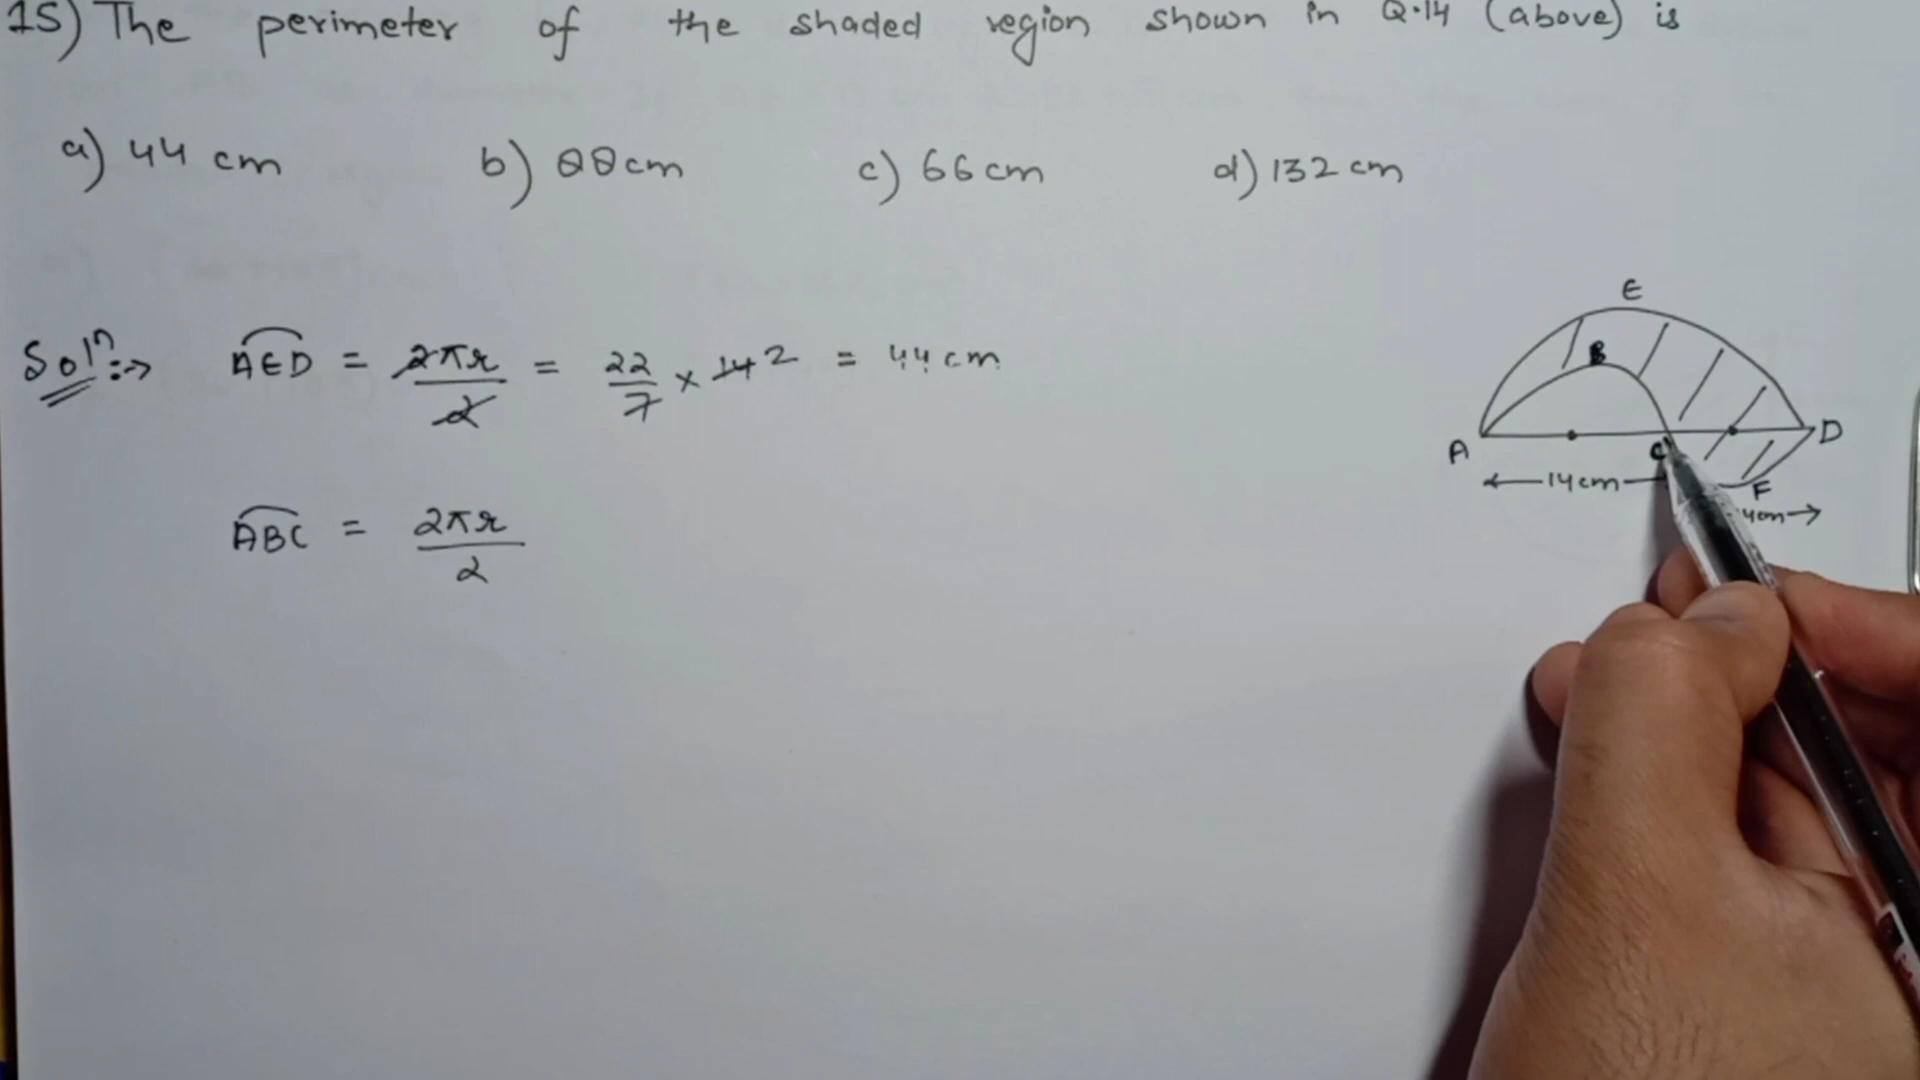 15) The perimeter of the shaded region shown in Q.14 (above) is
a) 44 cm b) 88 cm c) 66 cm d) 132 cm
Solⁿ:→ AED = 2πr/2 = 22/7 × 14 2 = 44 cm
ABC = 2πr/2
E
B
A C D
14cm F
4cm